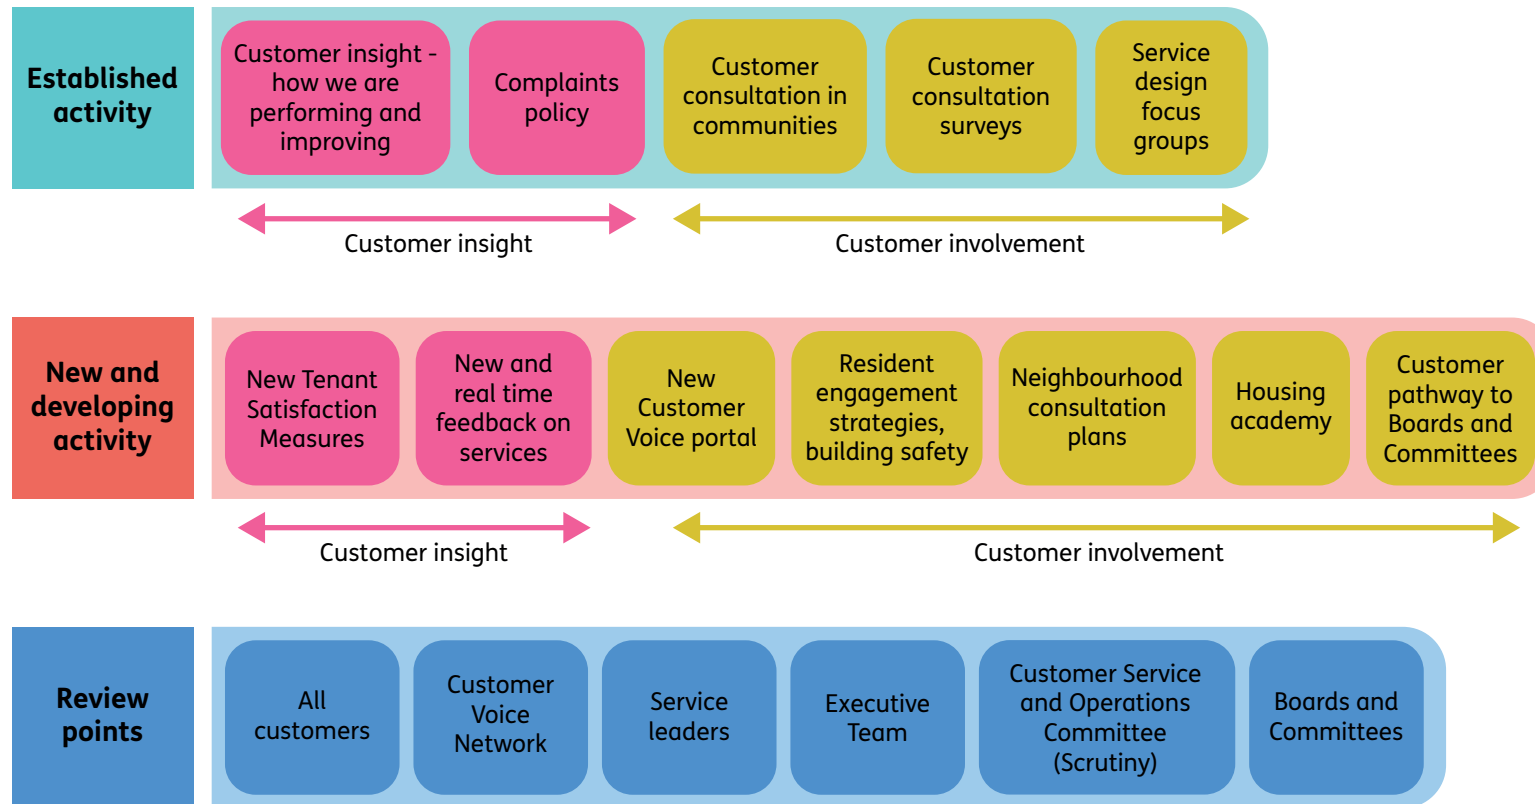 Established
activity
Customer insight -
how we are
performing and
improving
Complaints
policy
Customer
consultation in
communities
Customer
consultation
surveys
Service
design
focus
groups
Customer insight
Customer involvement
New and
developing
activity
New Tenant
Satisfaction
Measures
New and
real time
feedback on
services
New
Customer
Voice portal
Resident
engagement
strategies,
building safety
Neighbourhood
consultation
plans
Housing
academy
Customer
pathway to
Boards and
Committees
Customer insight
Customer involvement
Review
points
All
customers
Customer
Voice
Network
Service
leaders
Executive
Team
Customer Service
and Operations
Committee
(Scrutiny)
Boards and
Committees